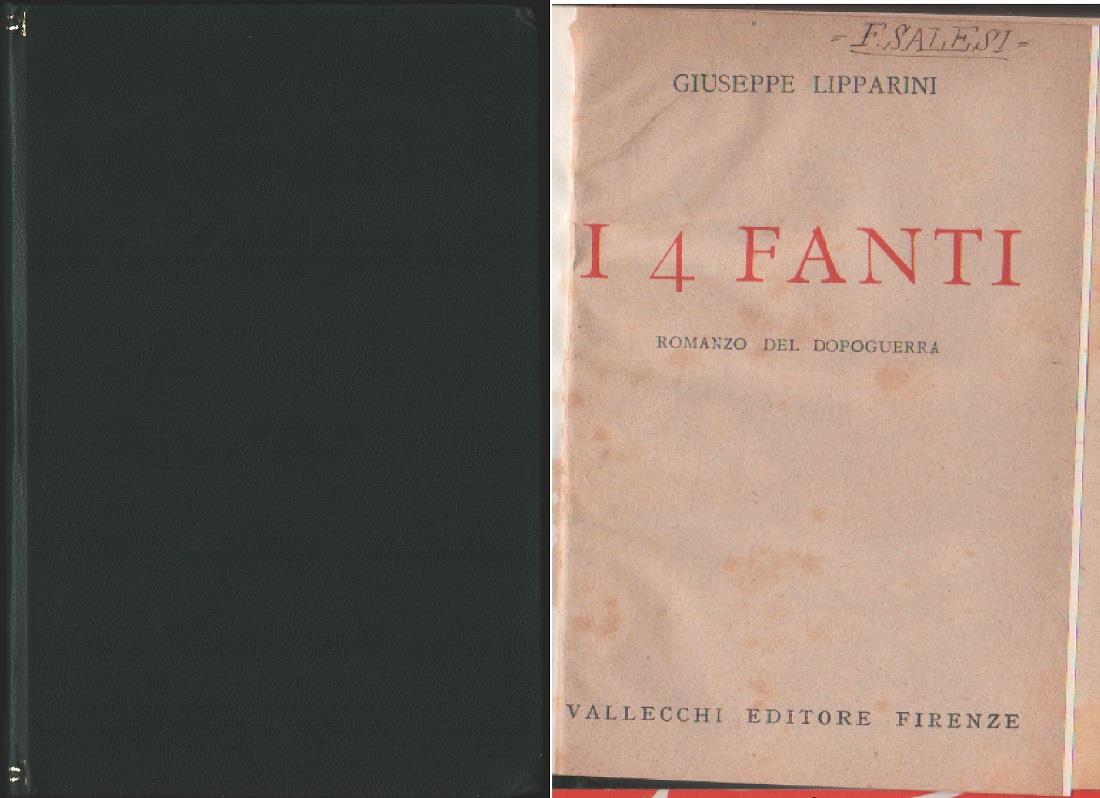 - F. SALESI -
GIUSEPPE LIPPARINI
I 4 FANTI
ROMANZO DEL DOPOGUERRA
VALLECCHI EDITORE FIRENZE